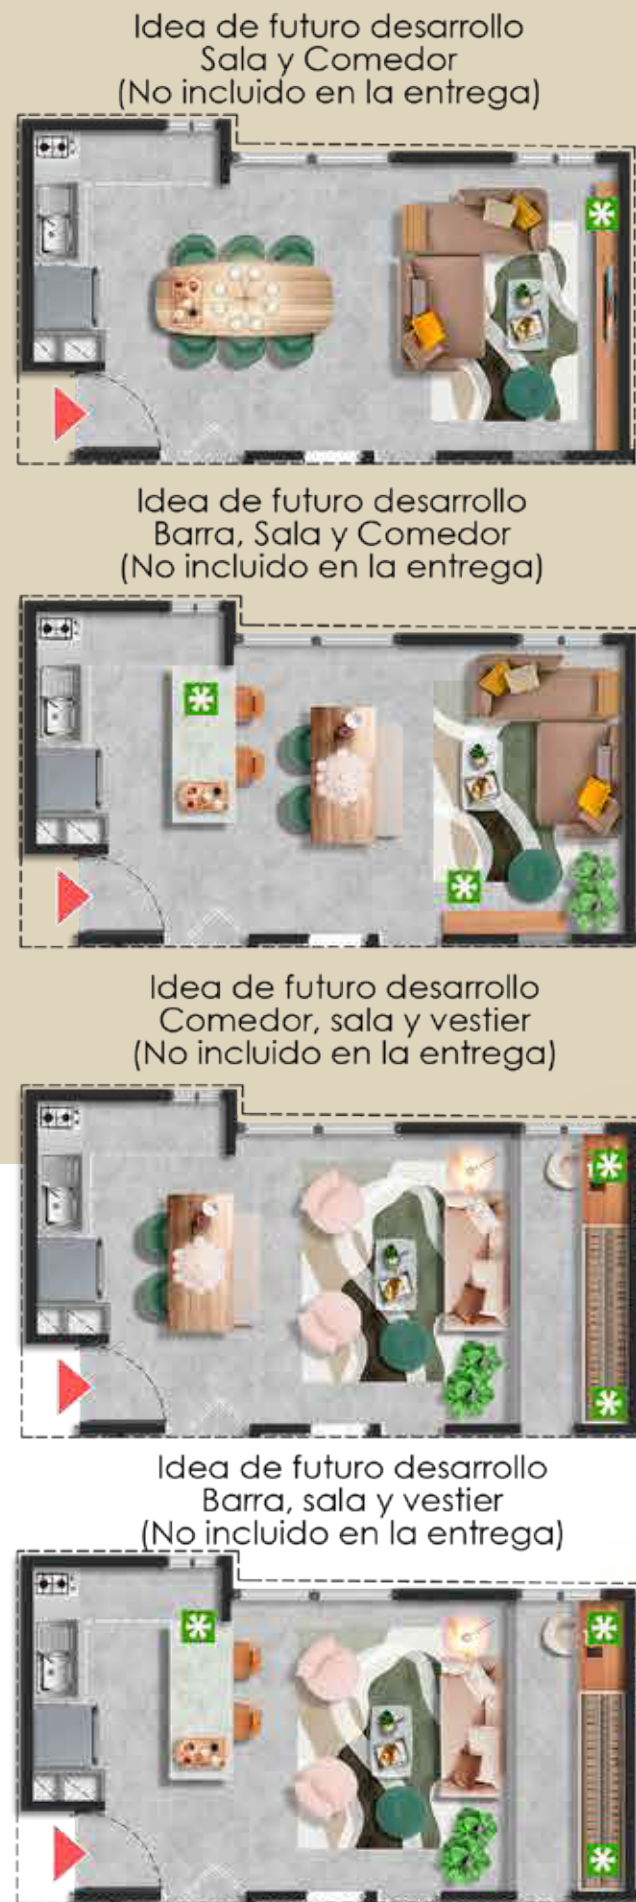 Idea de futuro desarrollo
Sala y Comedor
(No incluido en la entrega)
Idea de futuro desarrollo
Barra, Sala y Comedor
(No incluido en la entrega)
Idea de futuro desarrollo
Comedor, sala y vestier
(No incluido en la entrega)
Idea de futuro desarrollo
Barra, sala y vestier
(No incluido en la entrega)